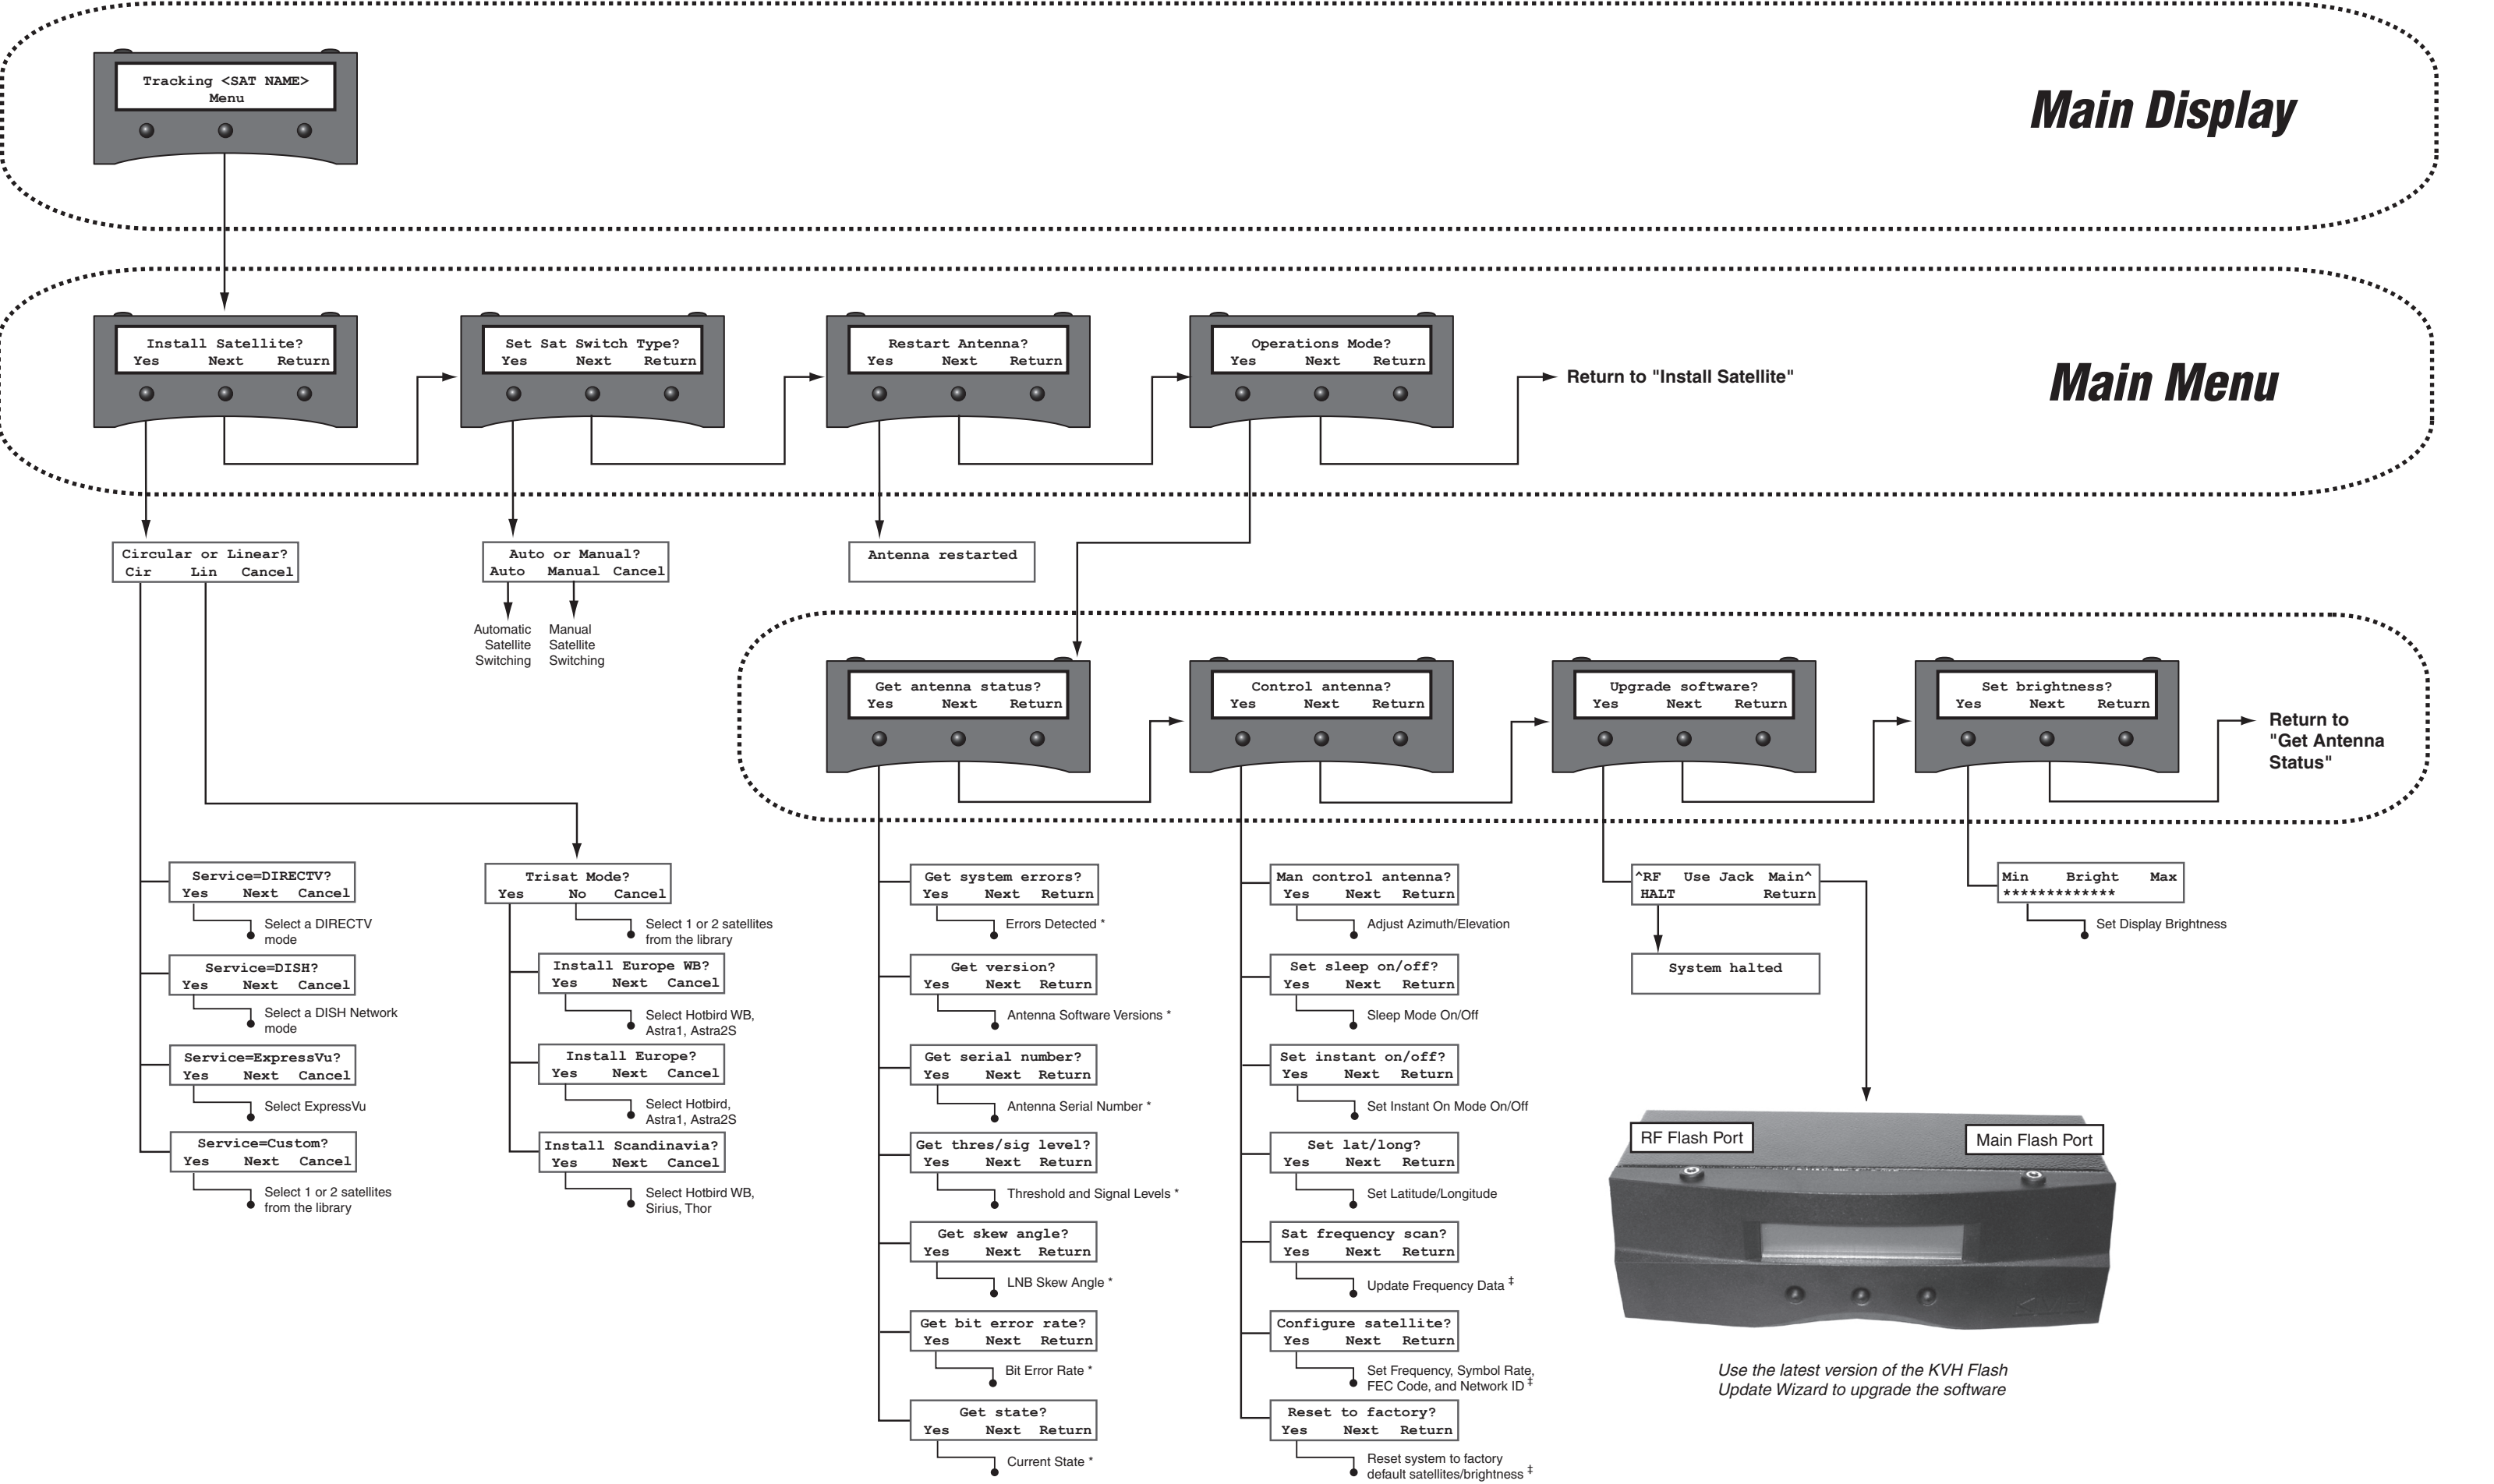 Tracking <SAT NAME>
Menu
Main Display
Install Satellite?
Yes Next Return
Set Sat Switch Type?
Yes Next Return
Restart Antenna?
Yes Next Return
Operations Mode?
Yes Next Return
Return to "Install Satellite"
Main Menu
Circular or Linear?
Cir Lin Cancel
Auto or Manual?
Auto Manual Cancel
Automatic
Satellite
Switching
Manual
Satellite
Switching
Antenna restarted
Get antenna status?
Yes Next Return
Control antenna?
Yes Next Return
Upgrade software?
Yes Next Return
Set brightness?
Yes Next Return
Return to
"Get Antenna
Status"
Service=DIRECTV?
Yes Next Cancel
Select a DIRECTV
mode
Service=DISH?
Yes Next Cancel
Select a DISH Network
mode
Service=ExpressVu?
Yes Next Cancel
Select ExpressVu
Service=Custom?
Yes Next Cancel
Select 1 or 2 satellites
from the library
Trisat Mode?
Yes No Cancel
Select 1 or 2 satellites
from the library
Install Europe WB?
Yes Next Cancel
Select Hotbird WB,
Astra1, Astra2S
Install Europe?
Yes Next Cancel
Select Hotbird,
Astra1, Astra2S
Install Scandinavia?
Yes Next Cancel
Select Hotbird WB,
Sirius, Thor
Get system errors?
Yes Next Return
Errors Detected *
Get version?
Yes Next Return
Antenna Software Versions *
Get serial number?
Yes Next Return
Antenna Serial Number *
Get thres/sig level?
Yes Next Return
Threshold and Signal Levels *
Get skew angle?
Yes Next Return
LNB Skew Angle *
Get bit error rate?
Yes Next Return
Bit Error Rate *
Get state?
Yes Next Return
Current State *
Man control antenna?
Yes Next Return
Adjust Azimuth/Elevation
Set sleep on/off?
Yes Next Return
Sleep Mode On/Off
Set instant on/off?
Yes Next Return
Set Instant On Mode On/Off
Set lat/long?
Yes Next Return
Set Latitude/Longitude
Sat frequency scan?
Yes Next Return
Update Frequency Data ‡
Configure satellite?
Yes Next Return
Set Frequency, Symbol Rate,
FEC Code, and Network ID ‡
Reset to factory?
Yes Next Return
Reset system to factory
default satellites/brightness ‡
^RF Use Jack Main^
HALT Return
System halted
Min Bright Max
*************
Set Display Brightness
RF Flash Port
Main Flash Port
Use the latest version of the KVH Flash
Update Wizard to upgrade the software